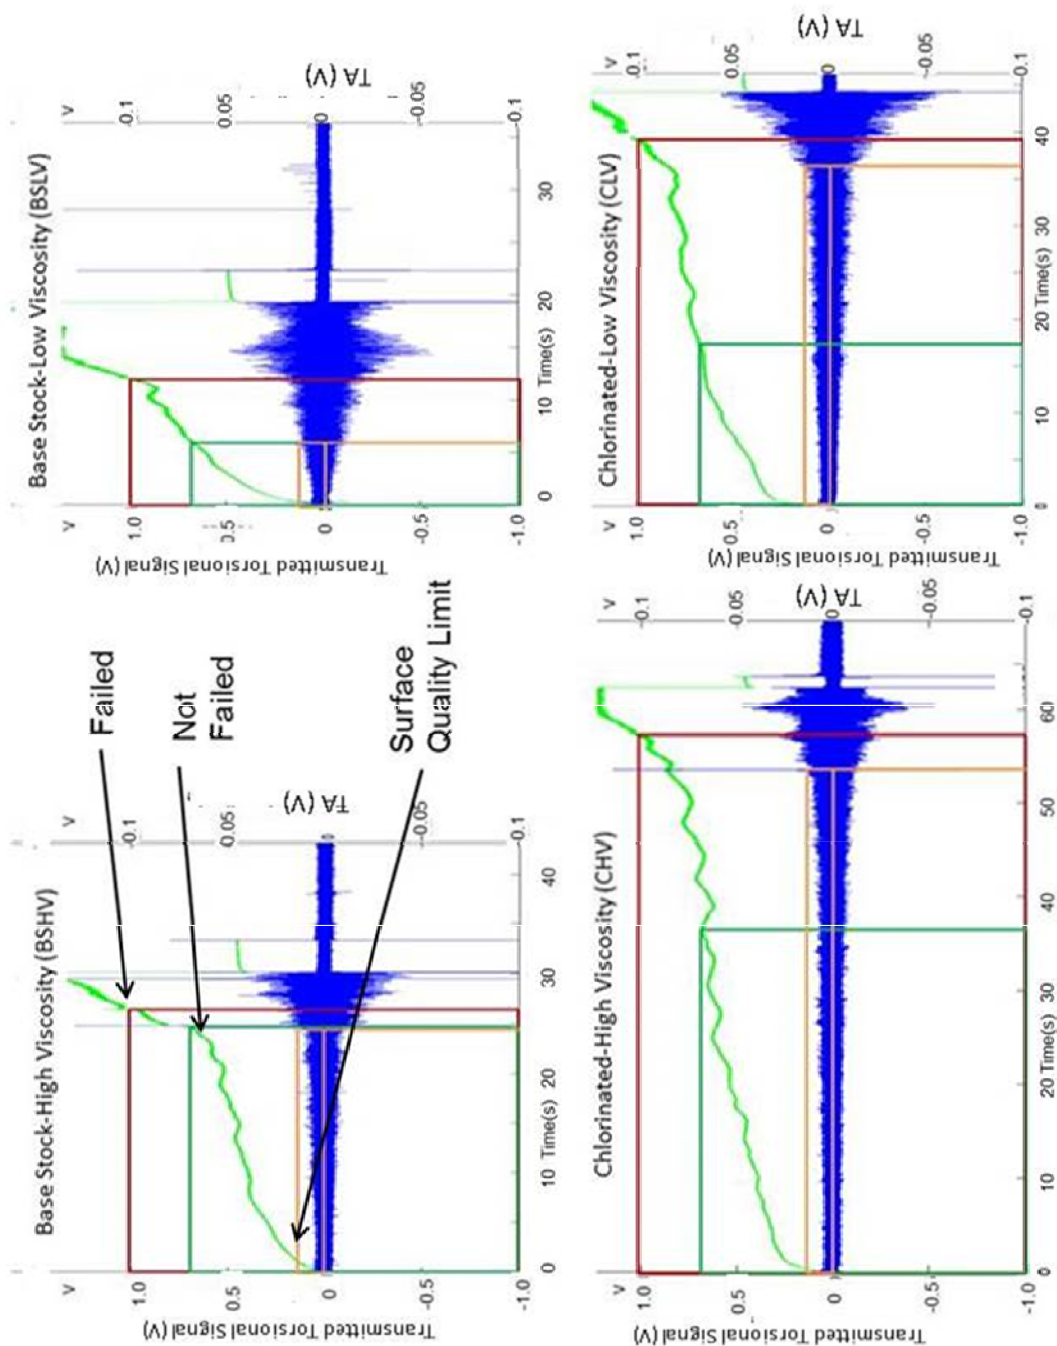 Base Stock-High Viscosity (BSHV)
V
1.0
0.5
0
-0.5
-1.0
Transmitted Torsional Signal (V)
V
-0.1
0.05
0
-0.05
-0.1
TA (V)
0
10
Time(s)
20
30
40
Failed
Not
Failed
Surface
Quality Limit
Base Stock-Low Viscosity (BSLV)
V
1.0
0.5
0
-0.5
-1.0
Transmitted Torsional Signal (V)
V
0.1
0.05
0
-0.05
-0.1
TA (V)
0
10
Time(s)
20
30
Chlorinated-High Viscosity (CHV)
V
1.0
0.5
0
-0.5
-1.0
Transmitted Torsional Signal (V)
V
-0.1
-0.05
0
-0.05
-0.1
TA (V)
0
10
20
Time(s)
30
40
50
60
Chlorinated-Low Viscosity (CLV)
V
1.0
0.5
0
-0.5
-1.0
Transmitted Torsional Signal (V)
V
0.1
0.05
0
-0.05
-0.1
TA (V)
0
10
20
Time(s)
30
40